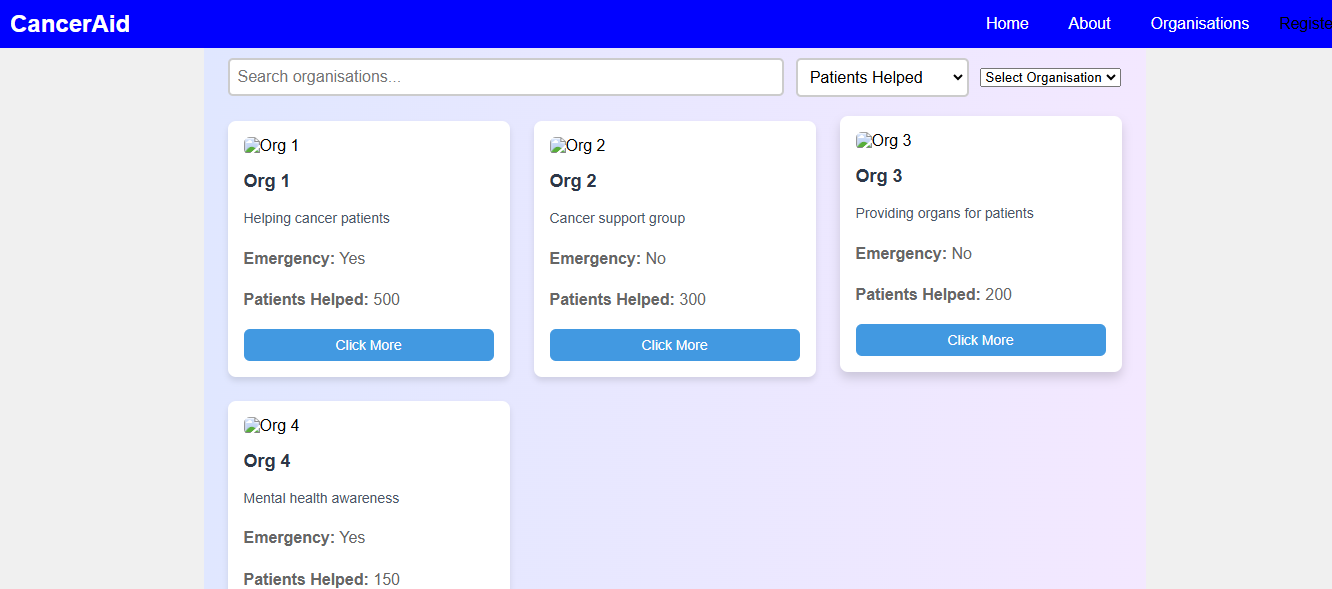 CancerAid Home About Organisations Registe
Search organisations... Patients Helped Select Organisation
Org 1 Org 2 Org 3
Org 1 Org 2 Org 3
Helping cancer patients Cancer support group Providing organs for patients
Emergency: Yes Emergency: No Emergency: No
Patients Helped: 500 Patients Helped: 300 Patients Helped: 200
Click More Click More Click More
Org 4
Org 4
Mental health awareness
Emergency: Yes
Patients Helped: 150